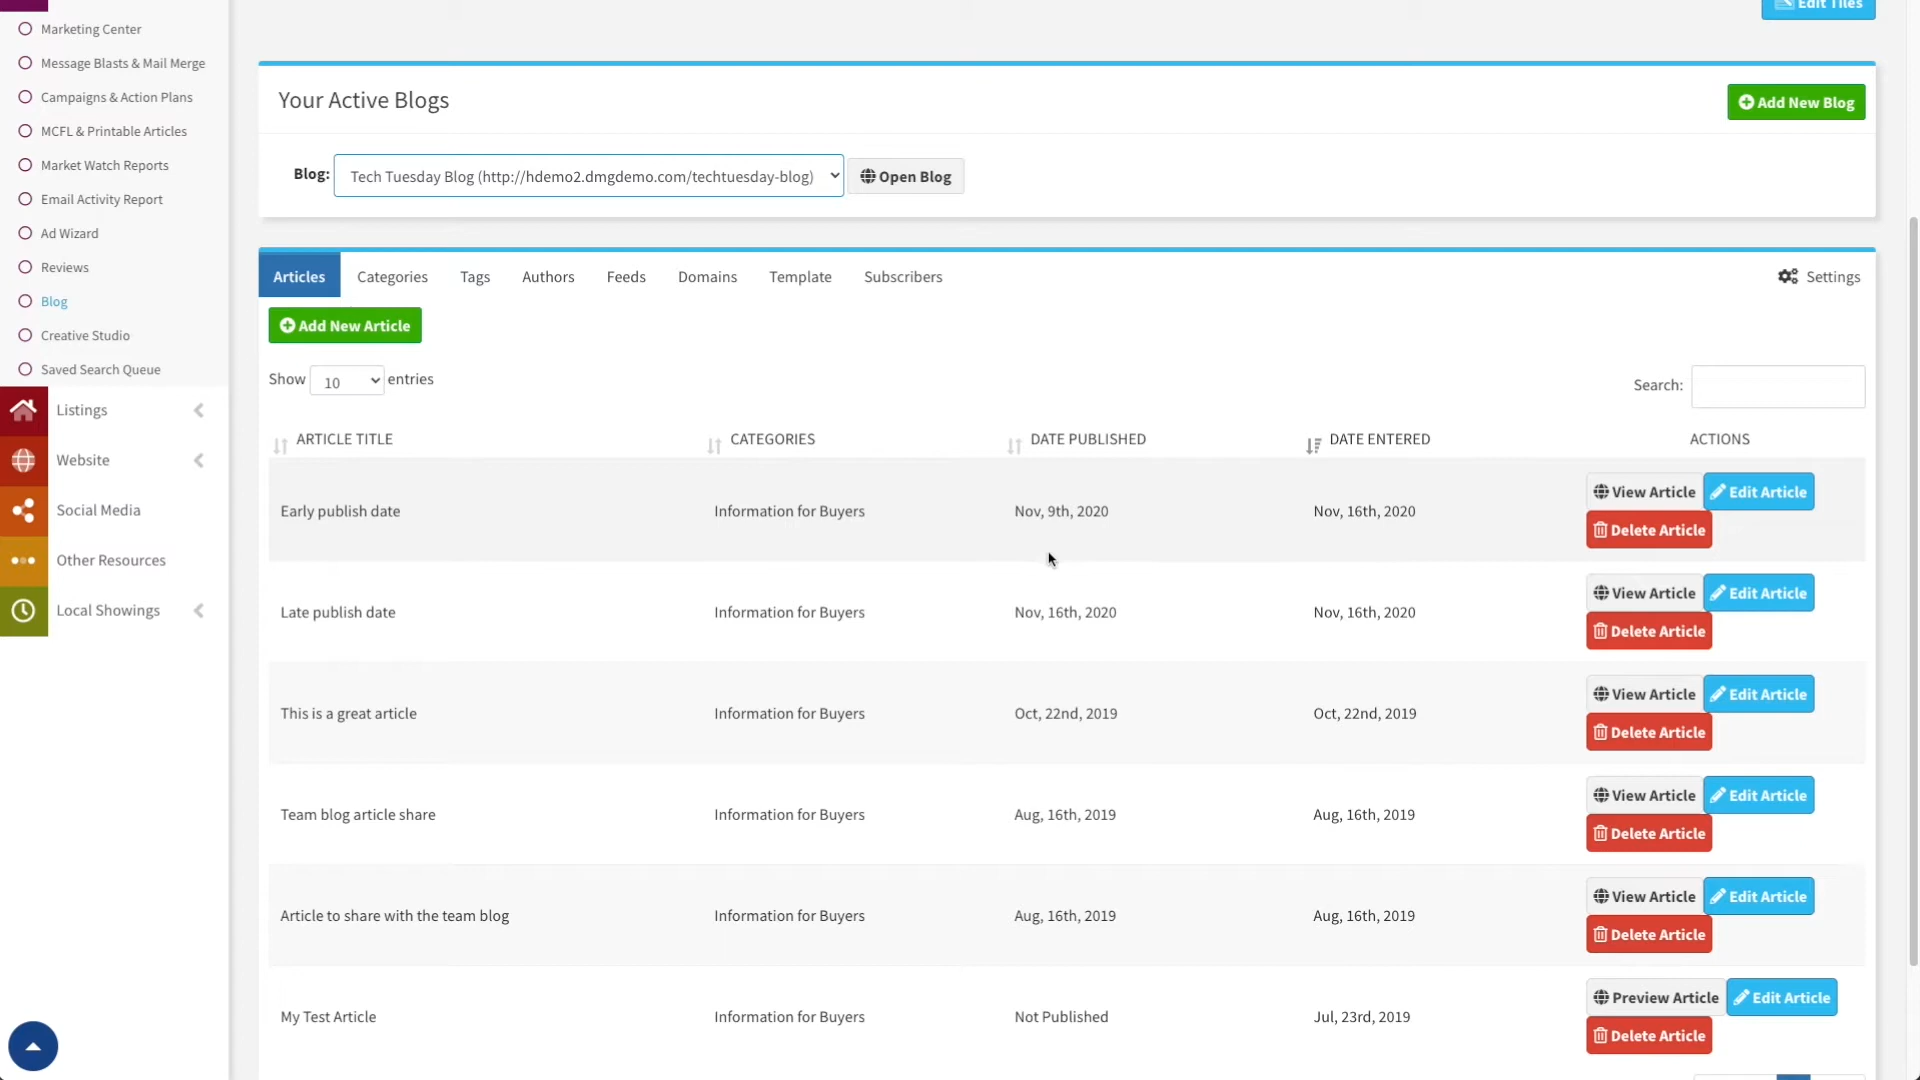 Edit Tiles
Marketing Center
Message Blasts & Mail Merge
Campaigns & Action Plans
MCFL & Printable Articles
Market Watch Reports
Email Activity Report
Ad Wizard
Reviews
Blog
Creative Studio
Saved Search Queue
Listings
Website
Social Media
Other Resources
Local Showings
Your Active Blogs
Add New Blog
Blog: Tech Tuesday Blog (http://hdemo2.dmgdemo.com/techtuesday-blog) Open Blog
Articles Categories Tags Authors Feeds Domains Template Subscribers Settings
Add New Article
Show 10 entries Search:
ARTICLE TITLE CATEGORIES DATE PUBLISHED DATE ENTERED ACTIONS
Early publish date Information for Buyers Nov, 9th, 2020 Nov, 16th, 2020 View Article Edit Article
Delete Article
Late publish date Information for Buyers Nov, 16th, 2020 Nov, 16th, 2020 View Article Edit Article
Delete Article
This is a great article Information for Buyers Oct, 22nd, 2019 Oct, 22nd, 2019 View Article Edit Article
Delete Article
Team blog article share Information for Buyers Aug, 16th, 2019 Aug, 16th, 2019 View Article Edit Article
Delete Article
Article to share with the team blog Information for Buyers Aug, 16th, 2019 Aug, 16th, 2019 View Article Edit Article
Delete Article
My Test Article Information for Buyers Not Published Jul, 23rd, 2019 Preview Article Edit Article
Delete Article